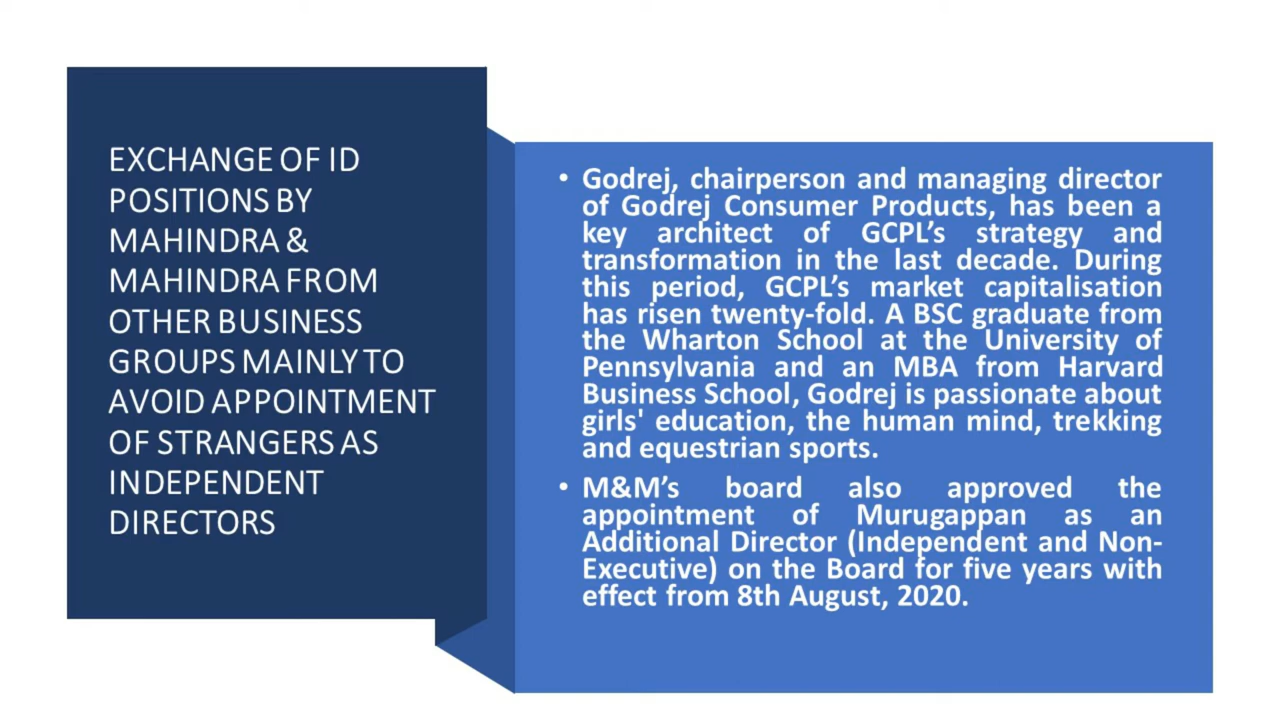 EXCHANGE OF ID
POSITIONS BY
MAHINDRA &
MAHINDRA FROM
OTHER BUSINESS
GROUPS MAINLY TO
AVOID APPOINTMENT
OF STRANGERS AS
INDEPENDENT
DIRECTORS
• Godrej, chairperson and managing director
of Godrej Consumer Products, has been a
key architect of GCPL’s strategy and
transformation in the last decade. During
this period, GCPL’s market capitalisation
has risen twenty-fold. A BSC graduate from
the Wharton School at the University of
Pennsylvania and an MBA from Harvard
Business School, Godrej is passionate about
girls' education, the human mind, trekking
and equestrian sports.
• M&M’s board also approved the
appointment of Murugappan as an
Additional Director (Independent and Non-
Executive) on the Board for five years with
effect from 8th August, 2020.